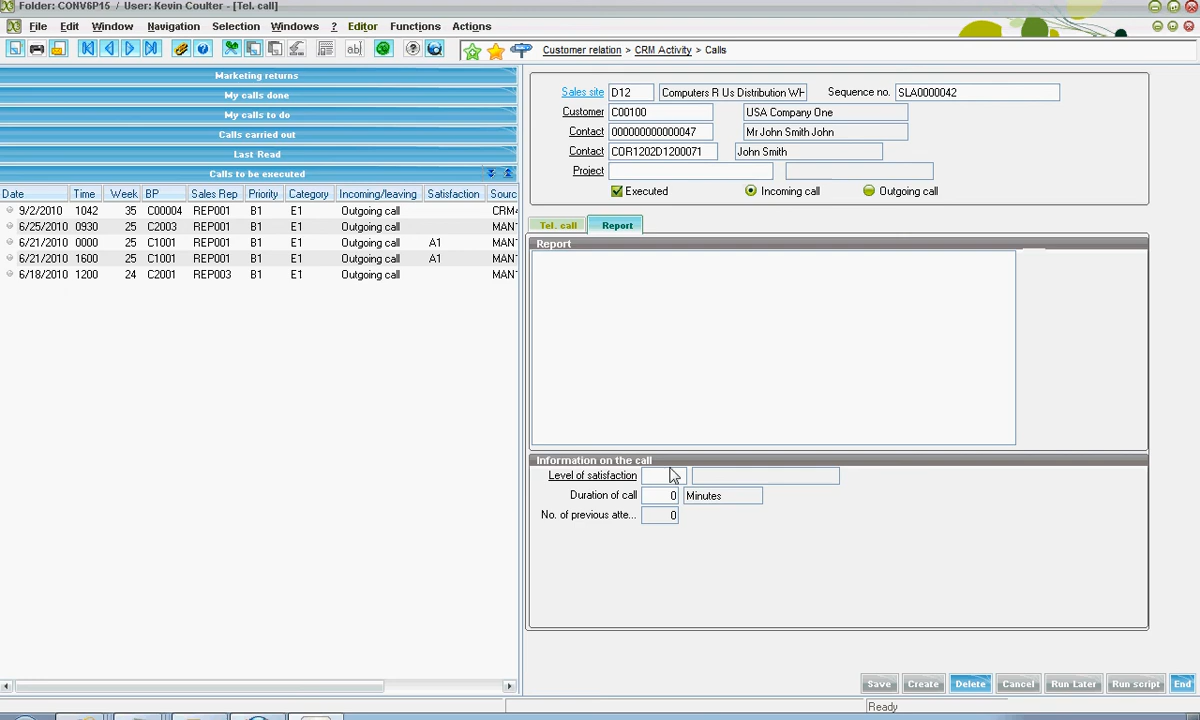 Folder: CONV6P15 / User: Kevin Coulter - [Tel. call]
File Edit Window Navigation Selection Windows ? Editor Functions Actions
Customer relation > CRM Activity > Calls
Marketing returns
My calls done
My calls to do
Calls carried out
Last Read
Calls to be executed
Date Time Week BP Sales Rep Priority Category Incoming/leaving Satisfaction Sourc
9/2/2010 1042 35 C00004 REP001 B1 E1 Outgoing call CRM
6/25/2010 0930 25 C2003 REP001 B1 E1 Outgoing call MAN
6/21/2010 0000 25 C1001 REP001 B1 E1 Outgoing call A1 MAN
6/21/2010 1600 25 C1001 REP001 B1 E1 Outgoing call A1 MAN
6/18/2010 1200 24 C2001 REP003 B1 E1 Outgoing call MAN
Sales site D12 Computers R Us Distribution WH Sequence no. SLA0000042
Customer C00100 USA Company One
Contact 000000000000047 Mr John Smith John
Contact COR1202D1200071 John Smith
Project
Executed Incoming call Outgoing call
Tel. call Report
Report
Information on the call
Level of satisfaction
Duration of call 0 Minutes
No. of previous atte... 0
Save Create Delete Cancel Run Later Run script End
Ready